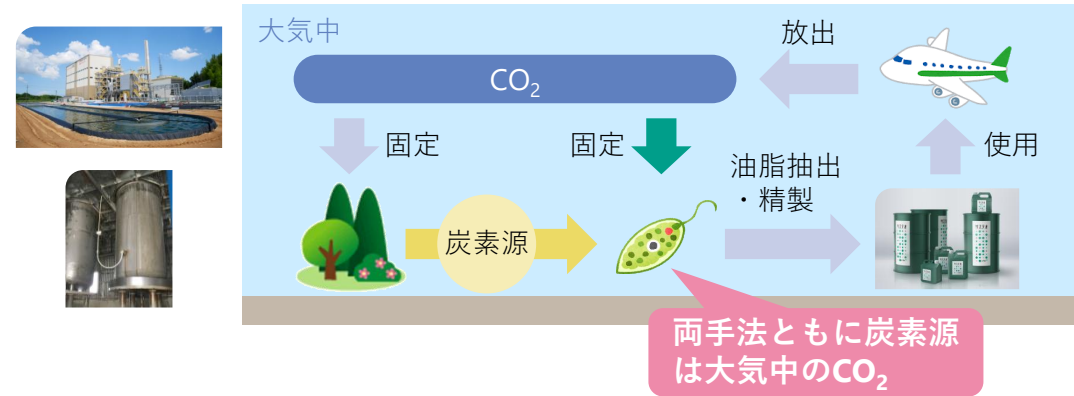 大気中
CO₂
放出
固定
固定
使用
油脂抽出
・精製
炭素源
両手法ともに炭素源
は大気中のCO₂